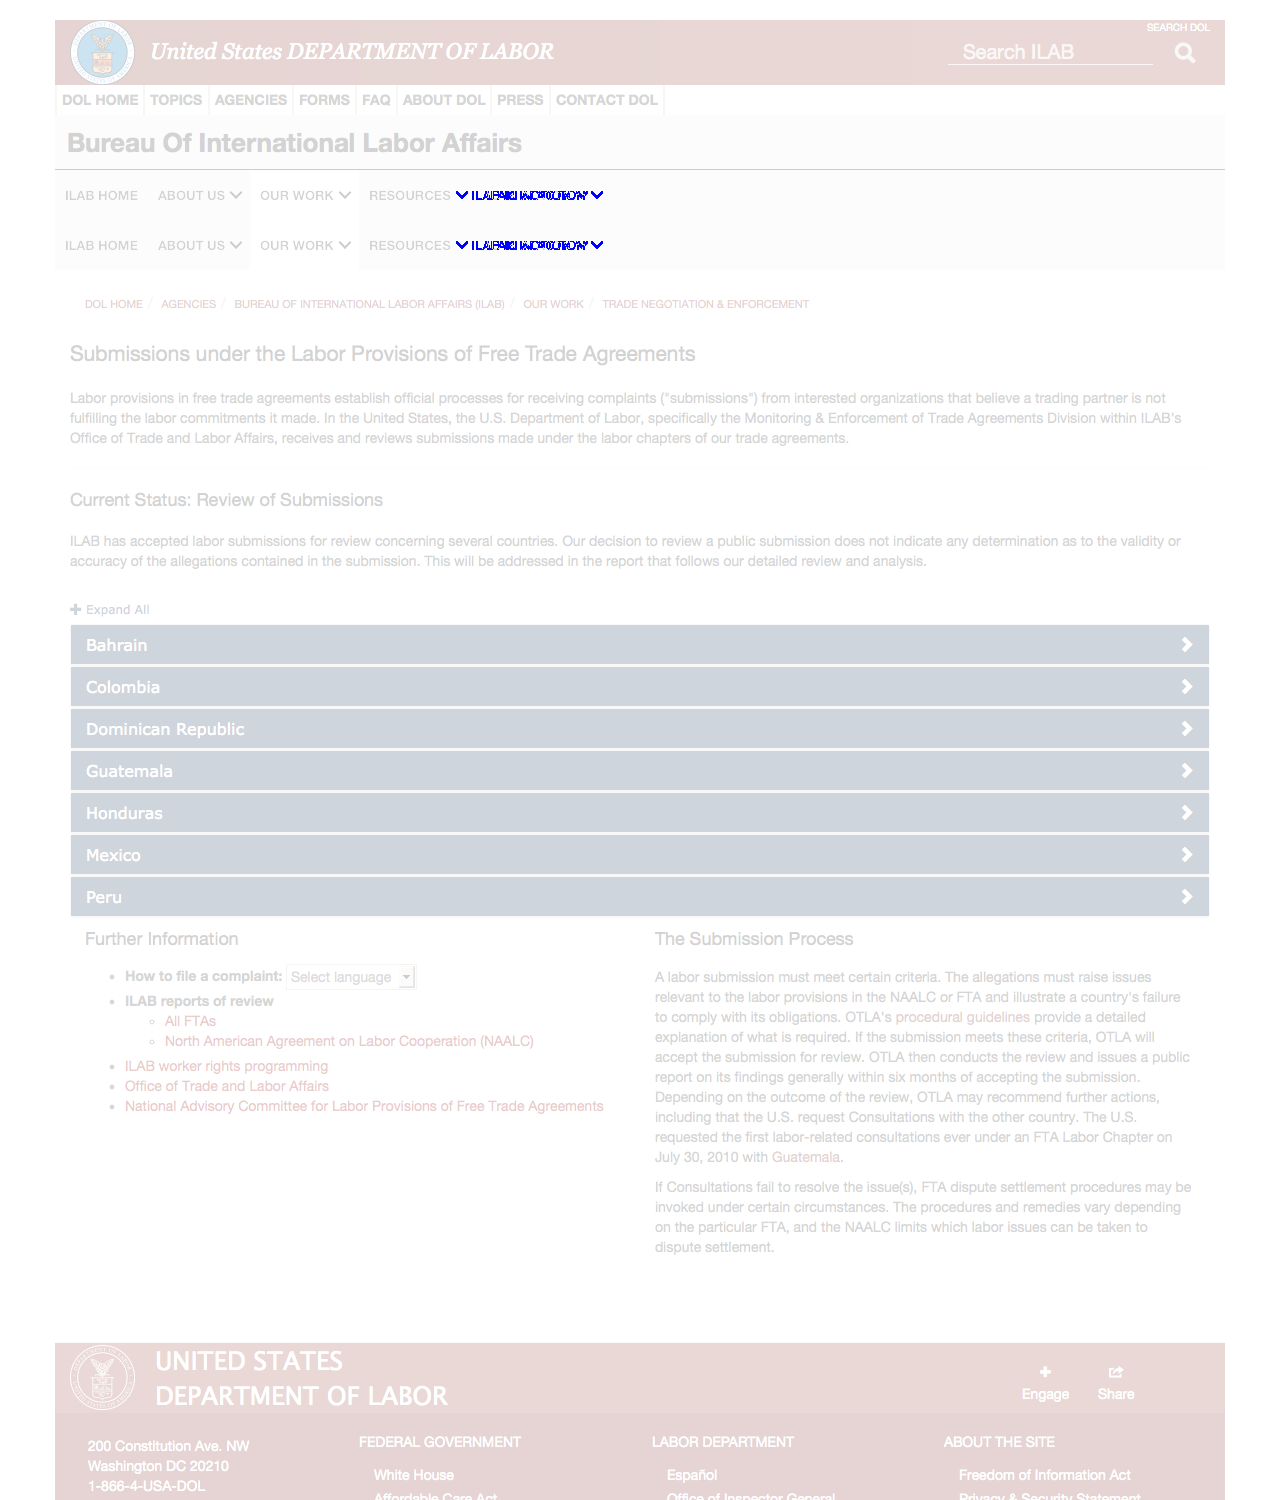 SEARCH DOL
United States DEPARTMENT OF LABOR
Search ILAB
DOL HOME TOPICS AGENCIES FORMS FAQ ABOUT DOL PRESS CONTACT DOL
Bureau Of International Labor Affairs
ILAB HOME ABOUT US OUR WORK RESOURCES
ILAB HOME ABOUT US OUR WORK RESOURCES
DOL HOME / AGENCIES / BUREAU OF INTERNATIONAL LABOR AFFAIRS (ILAB) / OUR WORK / TRADE NEGOTIATION & ENFORCEMENT
Submissions under the Labor Provisions of Free Trade Agreements
Labor provisions in free trade agreements establish official processes for receiving complaints ("submissions") from interested organizations that believe a trading partner is not
fulfilling the labor commitments it made. In the United States, the U.S. Department of Labor, specifically the Monitoring & Enforcement of Trade Agreements Division within ILAB's
Office of Trade and Labor Affairs, receives and reviews submissions made under the labor chapters of our trade agreements.
Current Status: Review of Submissions
ILAB has accepted labor submissions for review concerning several countries. Our decision to review a public submission does not indicate any determination as to the validity or
accuracy of the allegations contained in the submission. This will be addressed in the report that follows our detailed review and analysis.
Expand All
Bahrain
Colombia
Dominican Republic
Guatemala
Honduras
Mexico
Peru
Further Information
• How to file a complaint: Select language
• ILAB reports of review
◦ All FTAs
◦ North American Agreement on Labor Cooperation (NAALC)
• ILAB worker rights programming
• Office of Trade and Labor Affairs
• National Advisory Committee for Labor Provisions of Free Trade Agreements
The Submission Process
A labor submission must meet certain criteria. The allegations must raise issues
relevant to the labor provisions in the NAALC or FTA and illustrate a country's failure
to comply with its obligations. OTLA's procedural guidelines provide a detailed
explanation of what is required. If the submission meets these criteria, OTLA will
accept the submission for review. OTLA then conducts the review and issues a public
report on its findings generally within six months of accepting the submission.
Depending on the outcome of the review, OTLA may recommend further actions,
including that the U.S. request Consultations with the other country. The U.S.
requested the first labor-related consultations ever under an FTA Labor Chapter on
July 30, 2010 with Guatemala.
If Consultations fail to resolve the issue(s), FTA dispute settlement procedures may be
invoked under certain circumstances. The procedures and remedies vary depending
on the particular FTA, and the NAALC limits which labor issues can be taken to
dispute settlement.
UNITED STATES
DEPARTMENT OF LABOR
Engage Share
200 Constitution Ave. NW
Washington DC 20210
1-866-4-USA-DOL
FEDERAL GOVERNMENT
White House
Affordable Care Act
LABOR DEPARTMENT
Español
Office of Inspector General
ABOUT THE SITE
Freedom of Information Act
Privacy & Security Statement